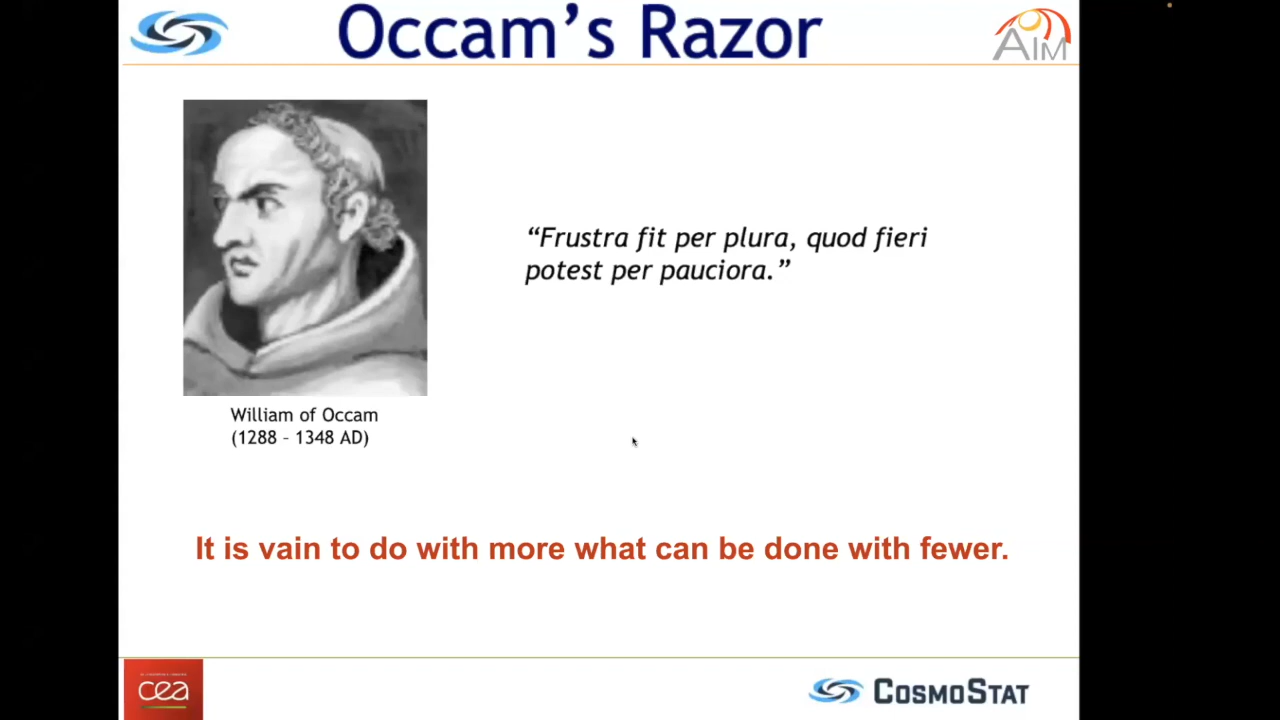 Occam’s Razor
AIM
“Frustra fit per plura, quod fieri
potest per pauciora.”
William of Occam
(1288 – 1348 AD)
It is vain to do with more what can be done with fewer.
cea
COSMOSTAT